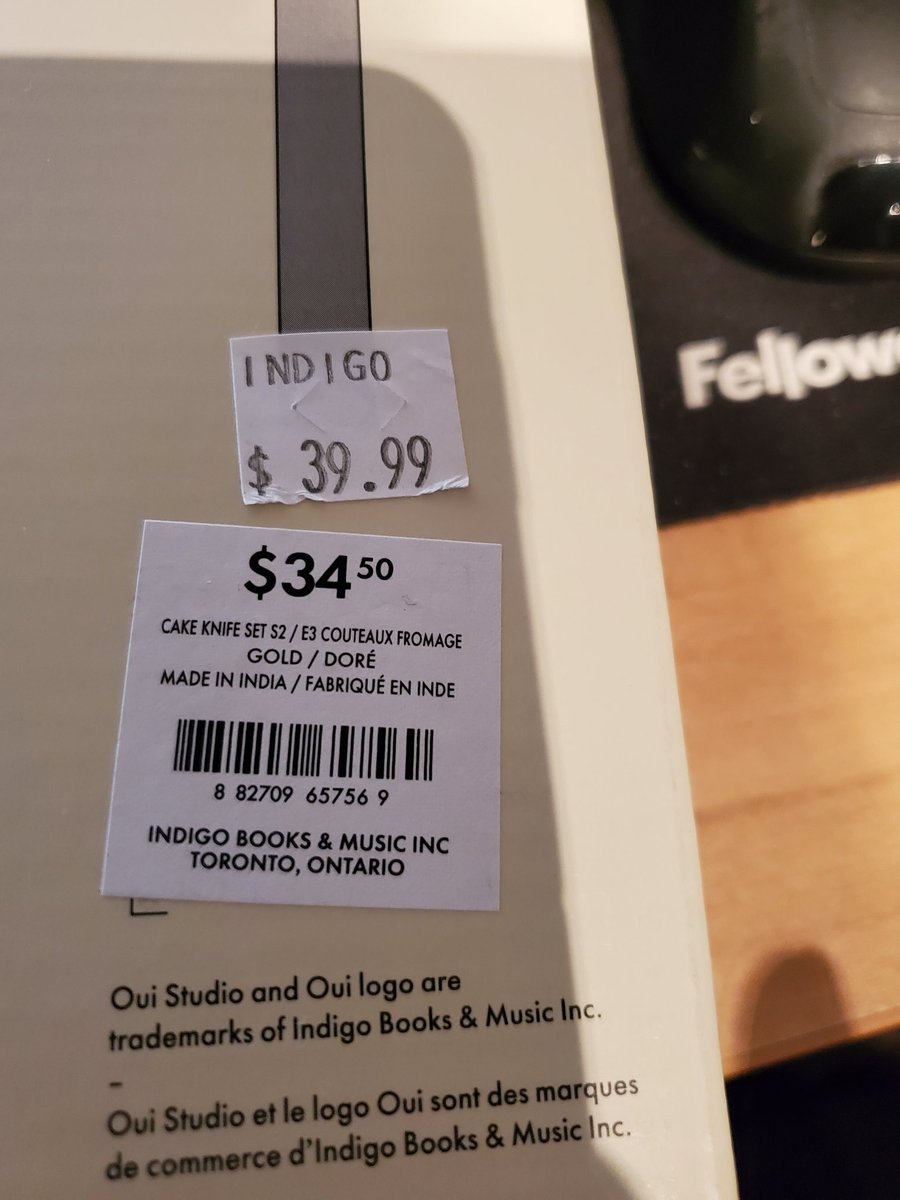 INDIGO
$ 39.99
$34 50
CAKE KNIFE SET S2 / E3 COUTEAUX FROMAGE
GOLD / DORÉ
MADE IN INDIA / FABRIQUÉ EN INDE
8 82709 65756 9
INDIGO BOOKS & MUSIC INC
TORONTO, ONTARIO
Oui Studio and Oui logo are
trademarks of Indigo Books & Music Inc.
–
Oui Studio et le logo Oui sont des marques
de commerce d'Indigo Books & Music Inc.